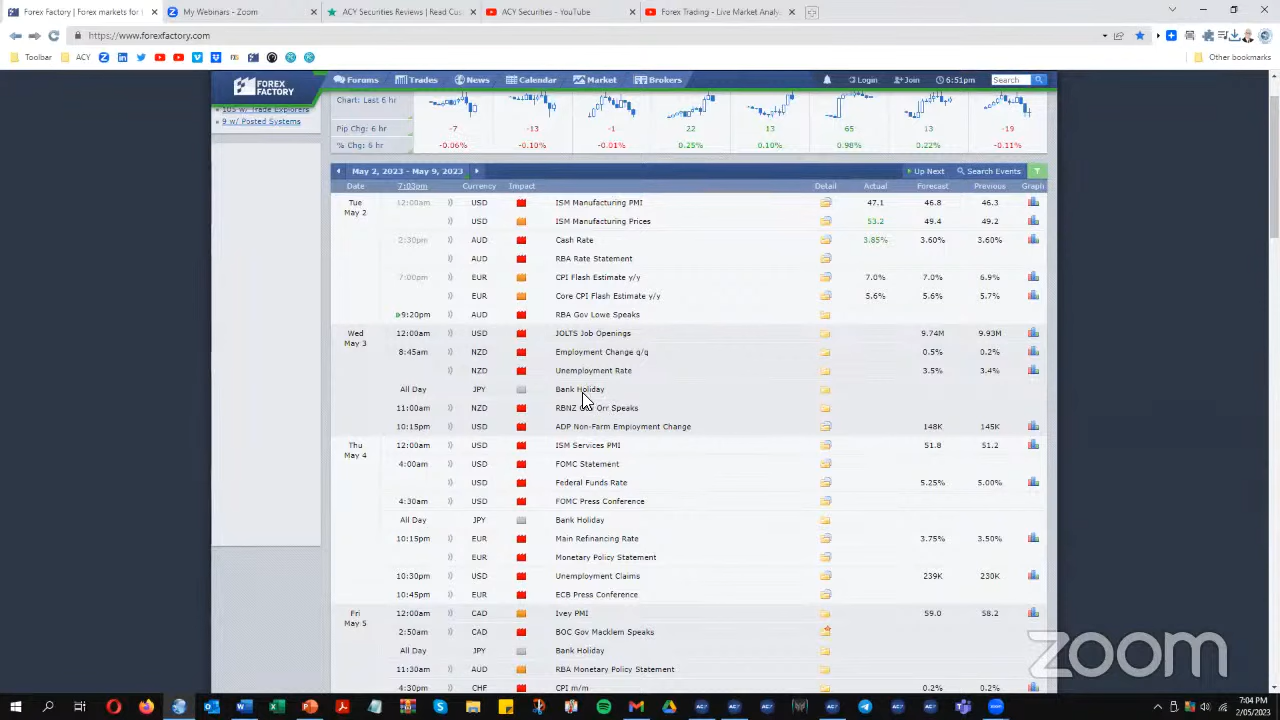 Forex Factory | Forex markets for
My Webinars - Zoom
ACY Securities Reviews | Read Cus
ACY Securities - YouTube
Forex Trading - Live Market Analy
https://www.forexfactory.com
Toolbar
ACY
Other bookmarks
FOREX FACTORY
Forums
Trades
News
Calendar
Market
Brokers
Login
Join
6:51pm
Search
105 w/ Trade Explorers
9 w/ Posted Systems
Chart: Last 6 hr
Pip Chg: 6 hr -7 -13 -1 22 13 65 13 -19
% Chg: 6 hr -0.06% -0.10% -0.01% 0.25% 0.10% 0.98% 0.22% -0.11%
May 2, 2023 - May 9, 2023 Up Next Search Events
Date 7:03pm Currency Impact Detail Actual Forecast Previous Graph
Tue May 2 12:00am USD ISM Manufacturing PMI 47.1 46.8 46.3
USD ISM Manufacturing Prices 53.2 49.4 49.2
2:30pm AUD Cash Rate 3.85% 3.60% 3.60%
AUD RBA Rate Statement
7:00pm EUR CPI Flash Estimate y/y 7.0% 7.0% 6.9%
EUR Core CPI Flash Estimate y/y 5.6% 5.6% 5.7%
9:20pm AUD RBA Gov Lowe Speaks
Wed May 3 12:00am USD JOLTS Job Openings 9.74M 9.93M
8:45am NZD Employment Change q/q 0.5% 0.2%
NZD Unemployment Rate 3.5% 3.4%
All Day JPY Bank Holiday
11:00am NZD RBNZ Orr Speaks
10:15pm USD ADP Non-Farm Employment Change 148K 145K
Thu May 4 12:00am USD ISM Services PMI 51.8 51.2
4:00am USD FOMC Statement
USD Federal Funds Rate 5.25% 5.00%
4:30am USD FOMC Press Conference
All Day JPY Bank Holiday
10:15pm EUR Main Refinancing Rate 3.75% 3.50%
EUR Monetary Policy Statement
10:30pm USD Unemployment Claims 239K 230K
10:45pm EUR ECB Press Conference
Fri May 5 12:00am CAD Ivey PMI 59.0 58.2
2:50am CAD BOC Gov Macklem Speaks
All Day JPY Bank Holiday
11:30am AUD RBA Monetary Policy Statement
4:30pm CHF CPI m/m 0.2% 0.2%
zoom
7:04 PM
2/05/2023